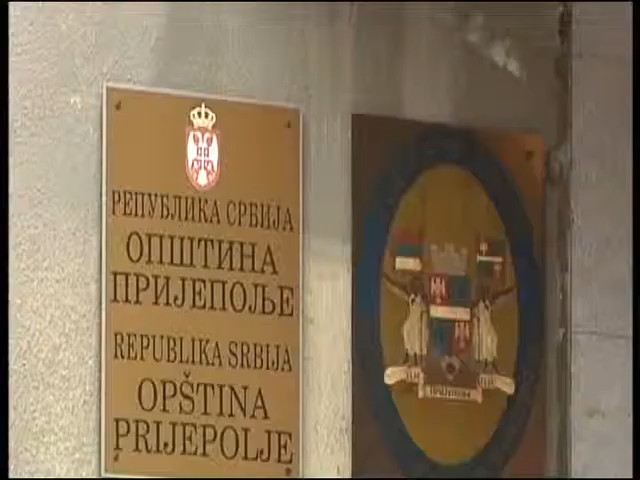 РЕПУБЛИКА СРБИЈА
ОПШТИНА
ПРИЈЕПОЉЕ
REPUBLIKA SRBIJA
OPŠTINA
PRIJEPOLJE